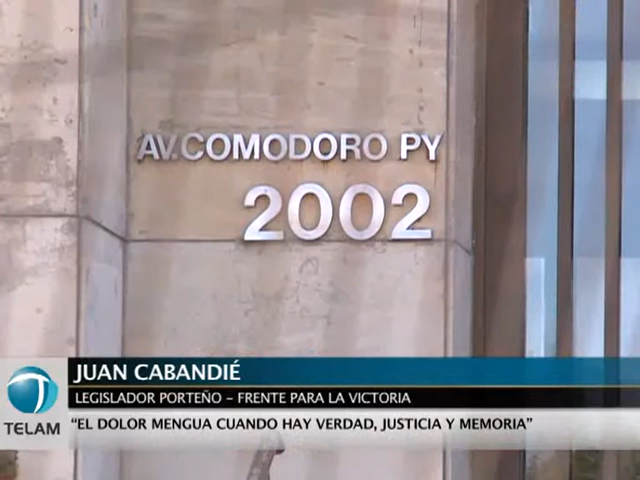 AV.COMODORO PY
2002
JUAN CABANDIÉ
LEGISLADOR PORTEÑO – FRENTE PARA LA VICTORIA
TELAM
“EL DOLOR MENGUA CUANDO HAY VERDAD, JUSTICIA Y MEMORIA”